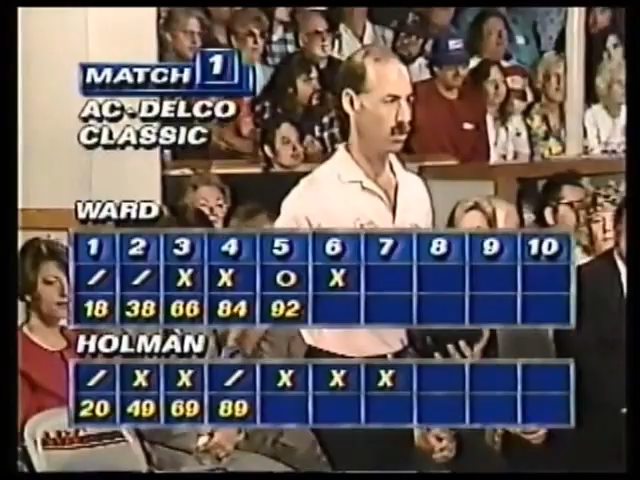 MATCH 1
AC-DELCO
CLASSIC
WARD
1 2 3 4 5 6 7 8 9 10
/ / X X O X
18 38 66 84 92
HOLMAN
/ X X / X X X
20 49 69 89